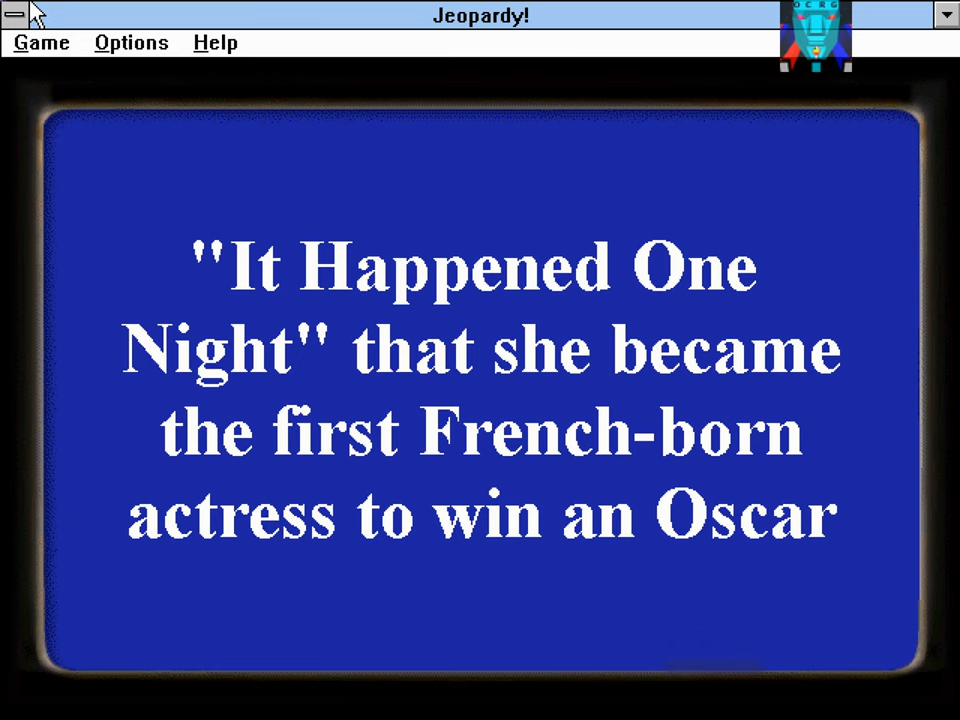 Jeopardy!
OCRG
Game Options Help
"It Happened One
Night" that she became
the first French-born
actress to win an Oscar